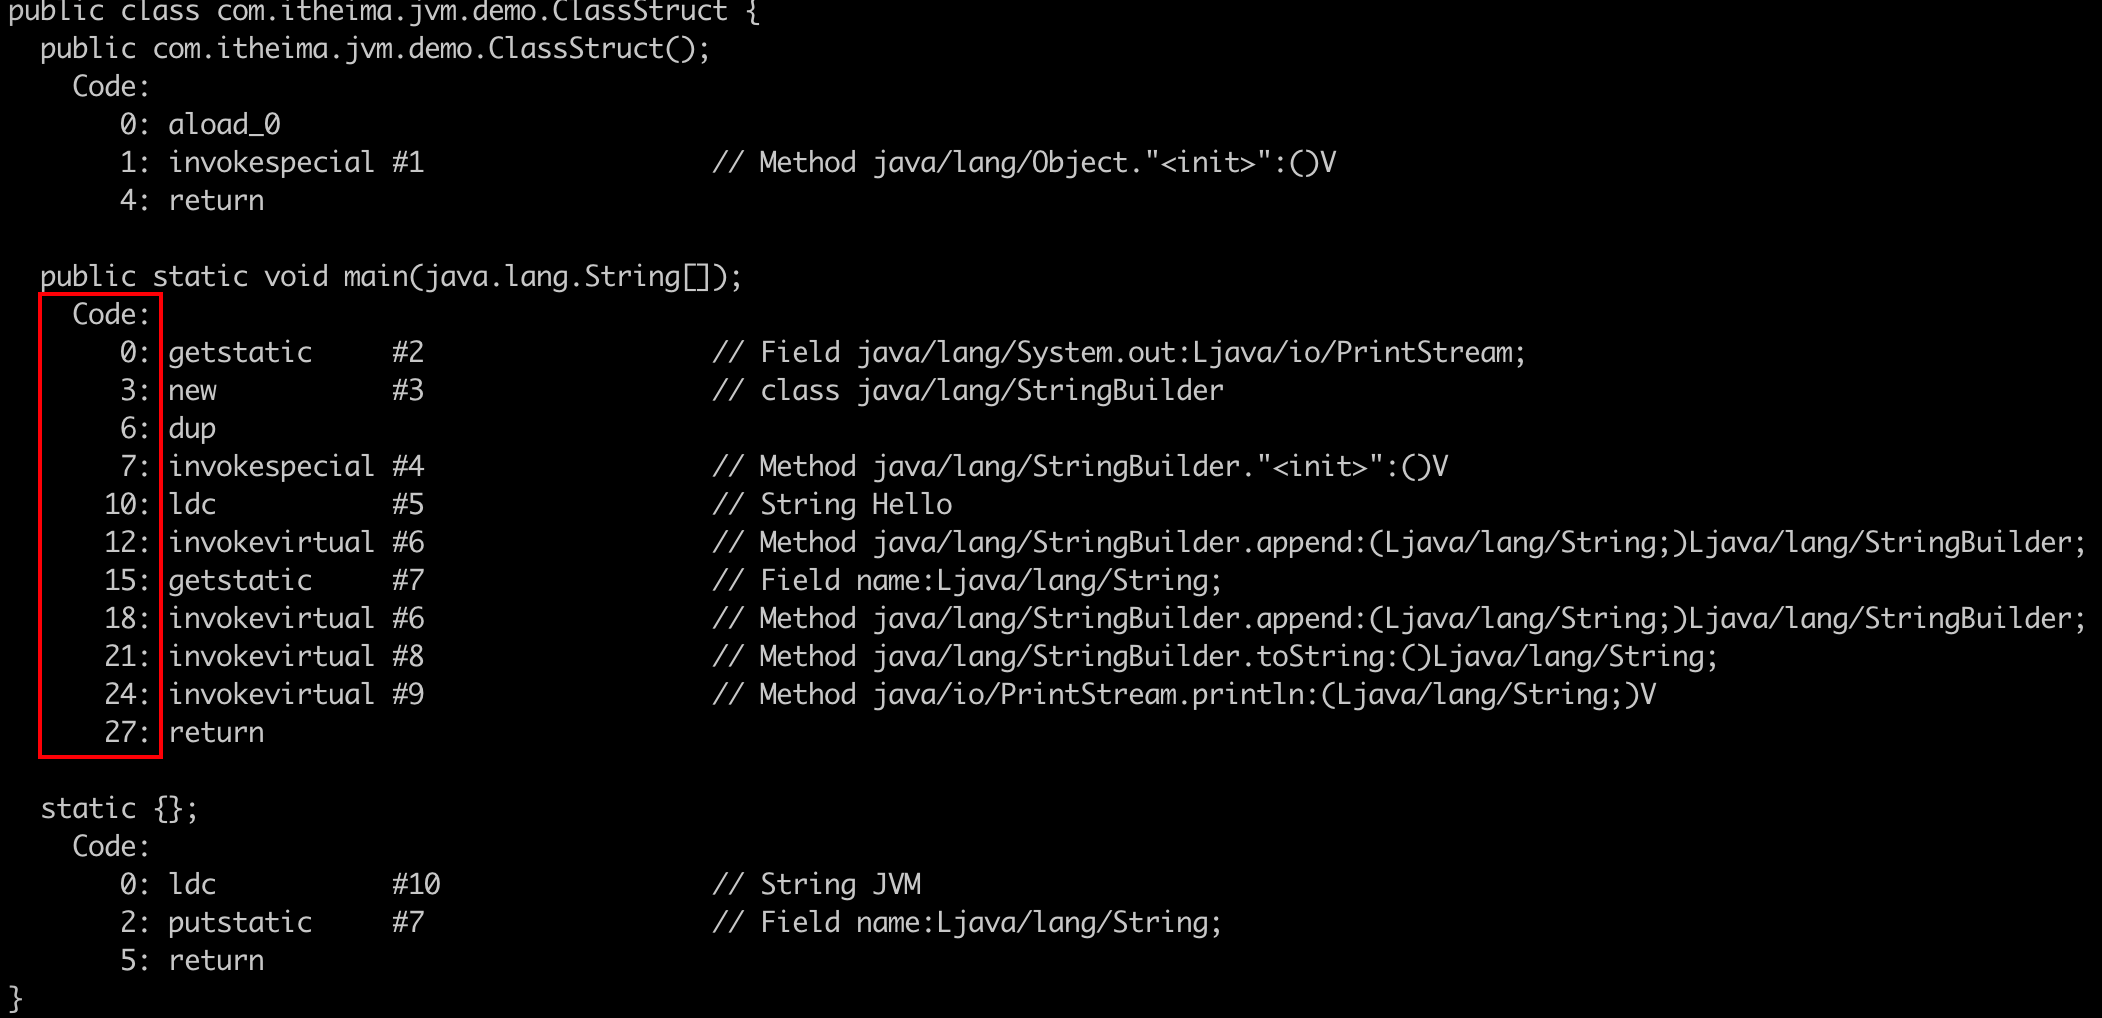 public class com.itheima.jvm.demo.ClassStruct {
  public com.itheima.jvm.demo.ClassStruct();
    Code:
       0: aload_0
       1: invokespecial #1                  // Method java/lang/Object."<init>":()V
       4: return

  public static void main(java.lang.String[]);
    Code:
       0: getstatic     #2                  // Field java/lang/System.out:Ljava/io/PrintStream;
       3: new           #3                  // class java/lang/StringBuilder
       6: dup
       7: invokespecial #4                  // Method java/lang/StringBuilder."<init>":()V
      10: ldc           #5                  // String Hello
      12: invokevirtual #6                  // Method java/lang/StringBuilder.append:(Ljava/lang/String;)Ljava/lang/StringBuilder;
      15: getstatic     #7                  // Field name:Ljava/lang/String;
      18: invokevirtual #6                  // Method java/lang/StringBuilder.append:(Ljava/lang/String;)Ljava/lang/StringBuilder;
      21: invokevirtual #8                  // Method java/lang/StringBuilder.toString:()Ljava/lang/String;
      24: invokevirtual #9                  // Method java/io/PrintStream.println:(Ljava/lang/String;)V
      27: return

  static {};
    Code:
       0: ldc           #10                 // String JVM
       2: putstatic     #7                  // Field name:Ljava/lang/String;
       5: return
}